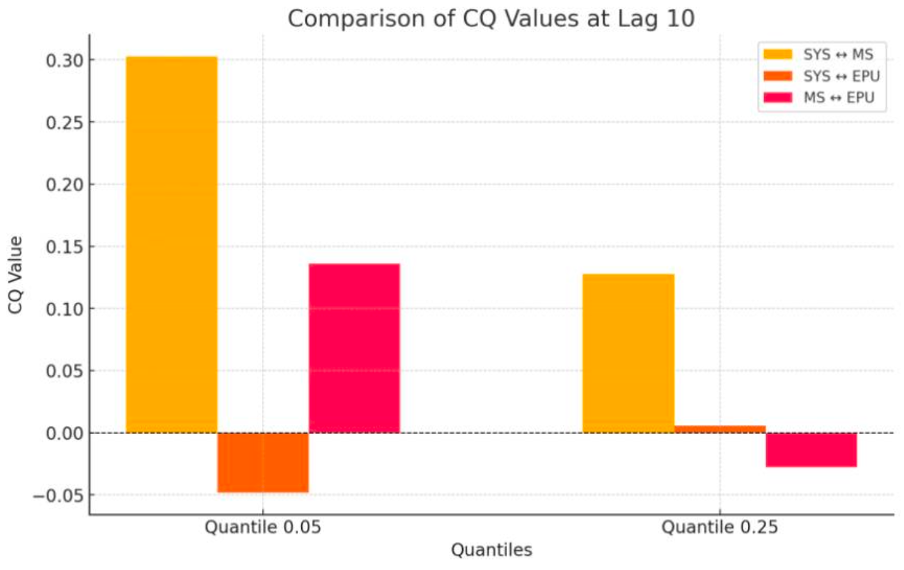 Comparison of CQ Values at Lag 10
SYS ↔ MS
SYS ↔ EPU
MS ↔ EPU
CQ Value
0.30
0.25
0.20
0.15
0.10
0.05
0.00
−0.05
Quantile 0.05
Quantile 0.25
Quantiles